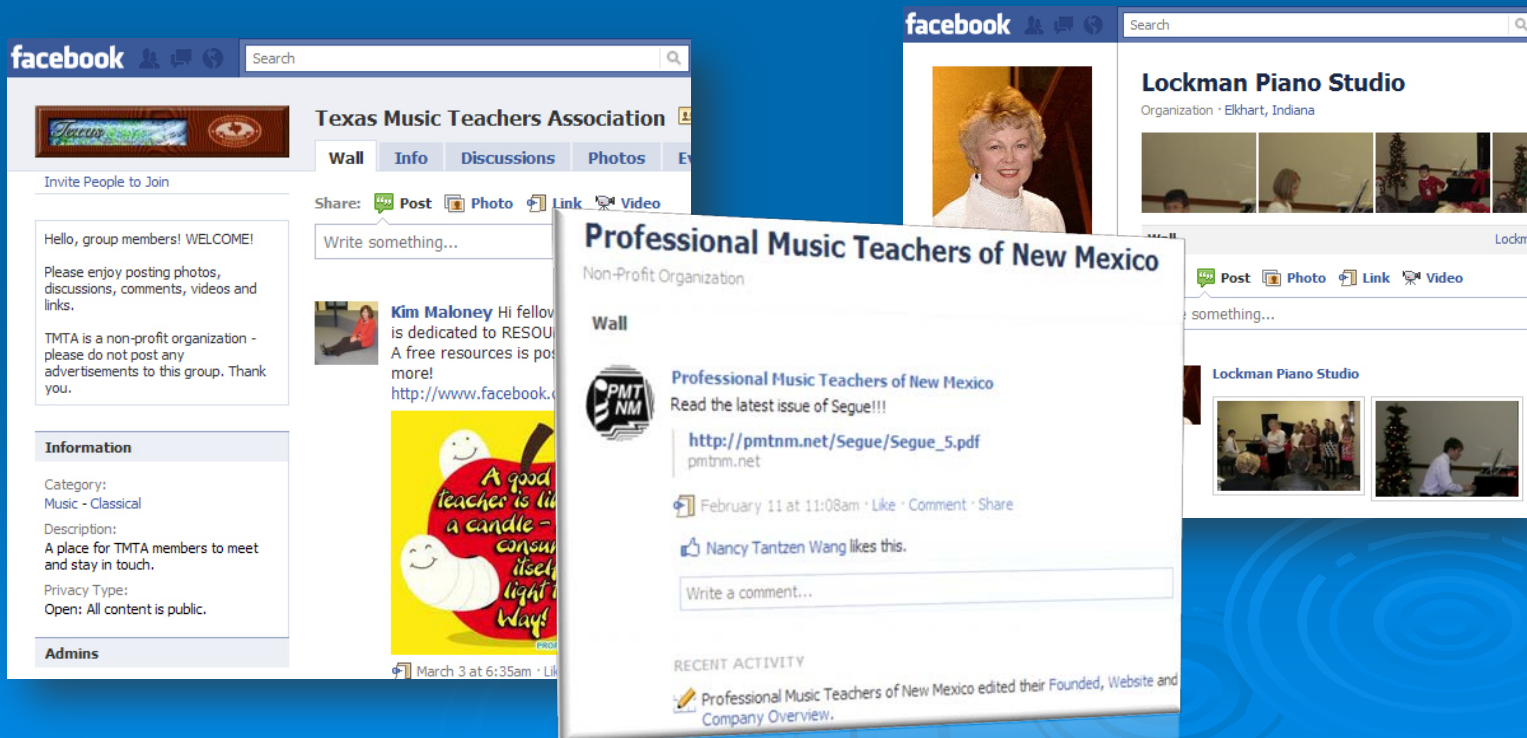 facebook
Search
Texas Music Teachers Association
Wall Info Discussions Photos
Invite People to Join
Share: Post Photo Link Video
Write something...
Hello, group members! WELCOME!
Please enjoy posting photos,
discussions, comments, videos and
links.
TMTA is a non-profit organization -
please do not post any
advertisements to this group. Thank
you.
Kim Maloney Hi fellow
is dedicated to
A free resources is
more!
http://www.facebook.
A good
teacher is
a candle -
light
Way!
March 3 at 6:35am
Information
Category:
Music - Classical
Description:
A place for TMTA members to meet
and stay in touch.
Privacy Type:
Open: All content is public.
Admins
Professional Music Teachers of New Mexico
Non-Profit Organization
Wall
PMT
NM
Professional Music Teachers of New Mexico
Read the latest issue of Segue!!!
http://pmtnm.net/Segue/Segue_5.pdf
pmtnm.net
February 11 at 11:08am · Like · Comment · Share
Nancy Tantzen Wang likes this.
Write a comment...
RECENT ACTIVITY
Professional Music Teachers of New Mexico edited their Founded, Website and
Company Overview.
facebook
Search
Lockman Piano Studio
Organization · Elkhart, Indiana
Post Photo Link Video
something...
Lockman Piano Studio